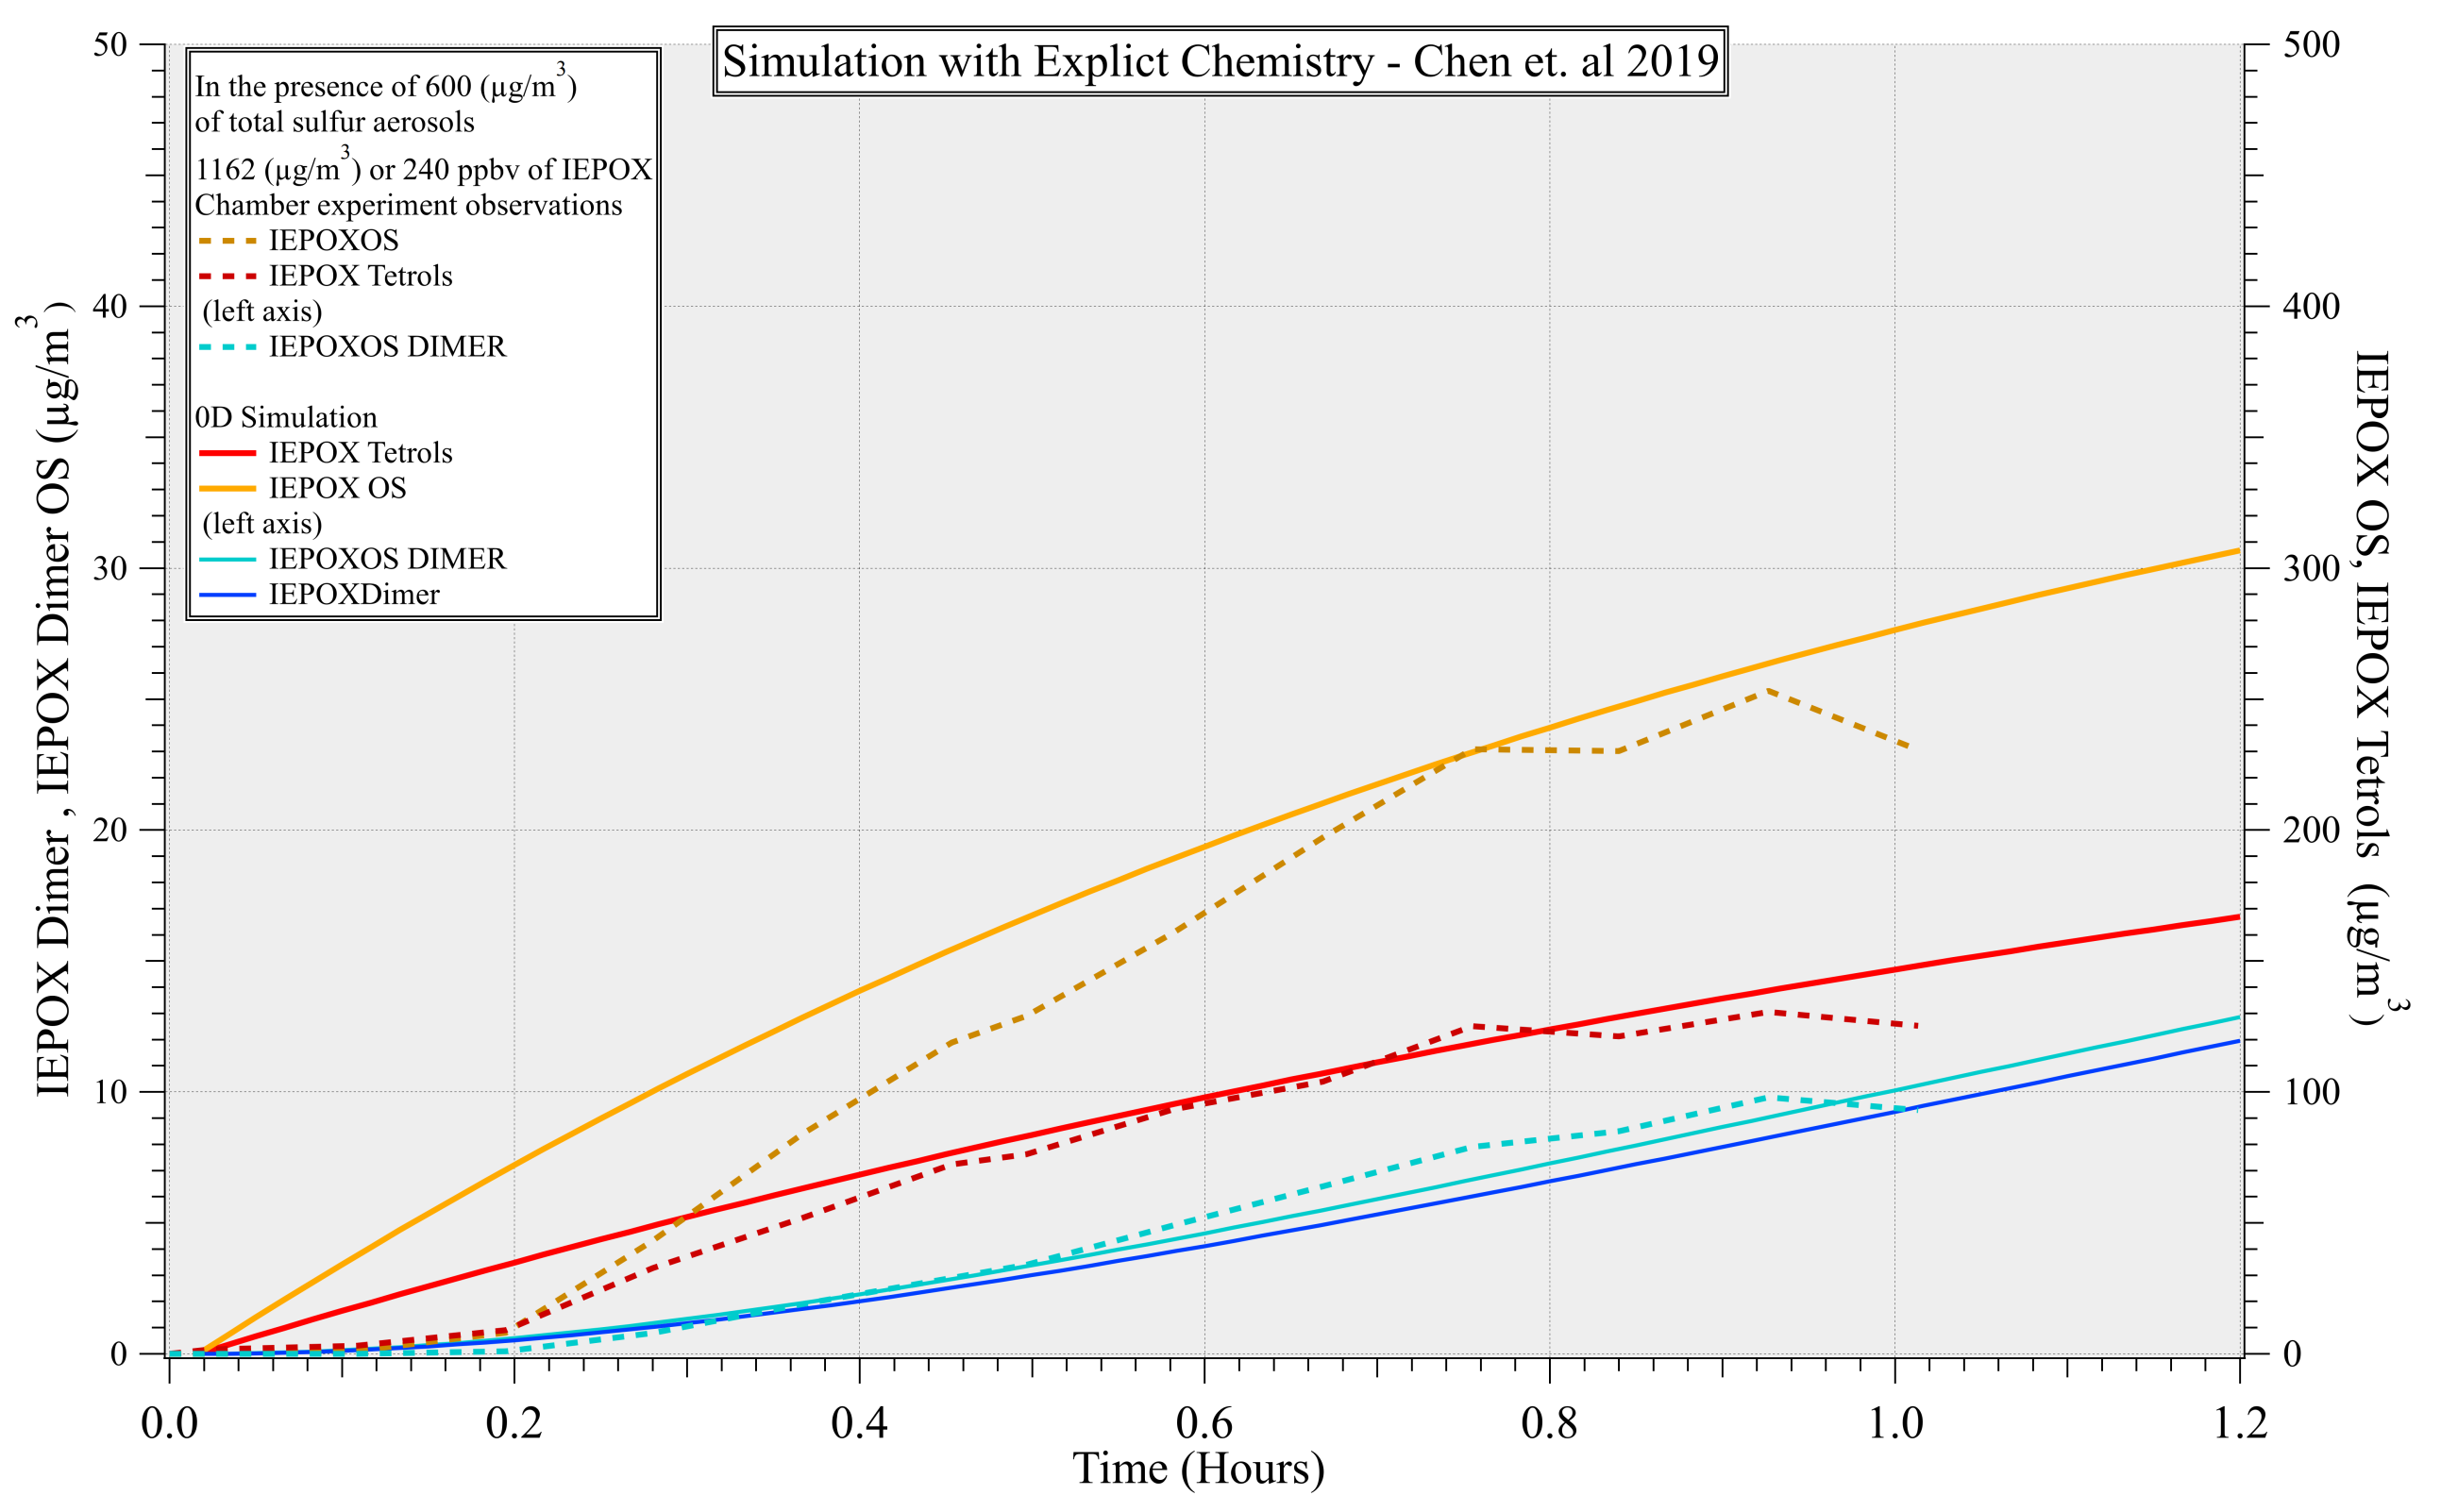 Simulation with Explict Chemistry - Chen et. al 2019
In the presence of 600 (µg/m³)
of total sulfur aerosols
1162 (µg/m³) or 240 ppbv of IEPOX
Chamber experiment observations
IEPOXOS
IEPOX Tetrols
(left axis)
IEPOXOS DIMER
0D Simulation
IEPOX Tetrols
IEPOX OS
(left axis)
IEPOXOS DIMER
IEPOXDimer
IEPOX Dimer , IEPOX Dimer OS (µg/m³ )
50
40
30
20
10
0
500
400
300
200
100
0
IEPOX OS, IEPOX Tetrols (µg/m³ )
0.0
0.2
0.4
0.6
0.8
1.0
1.2
Time (Hours)